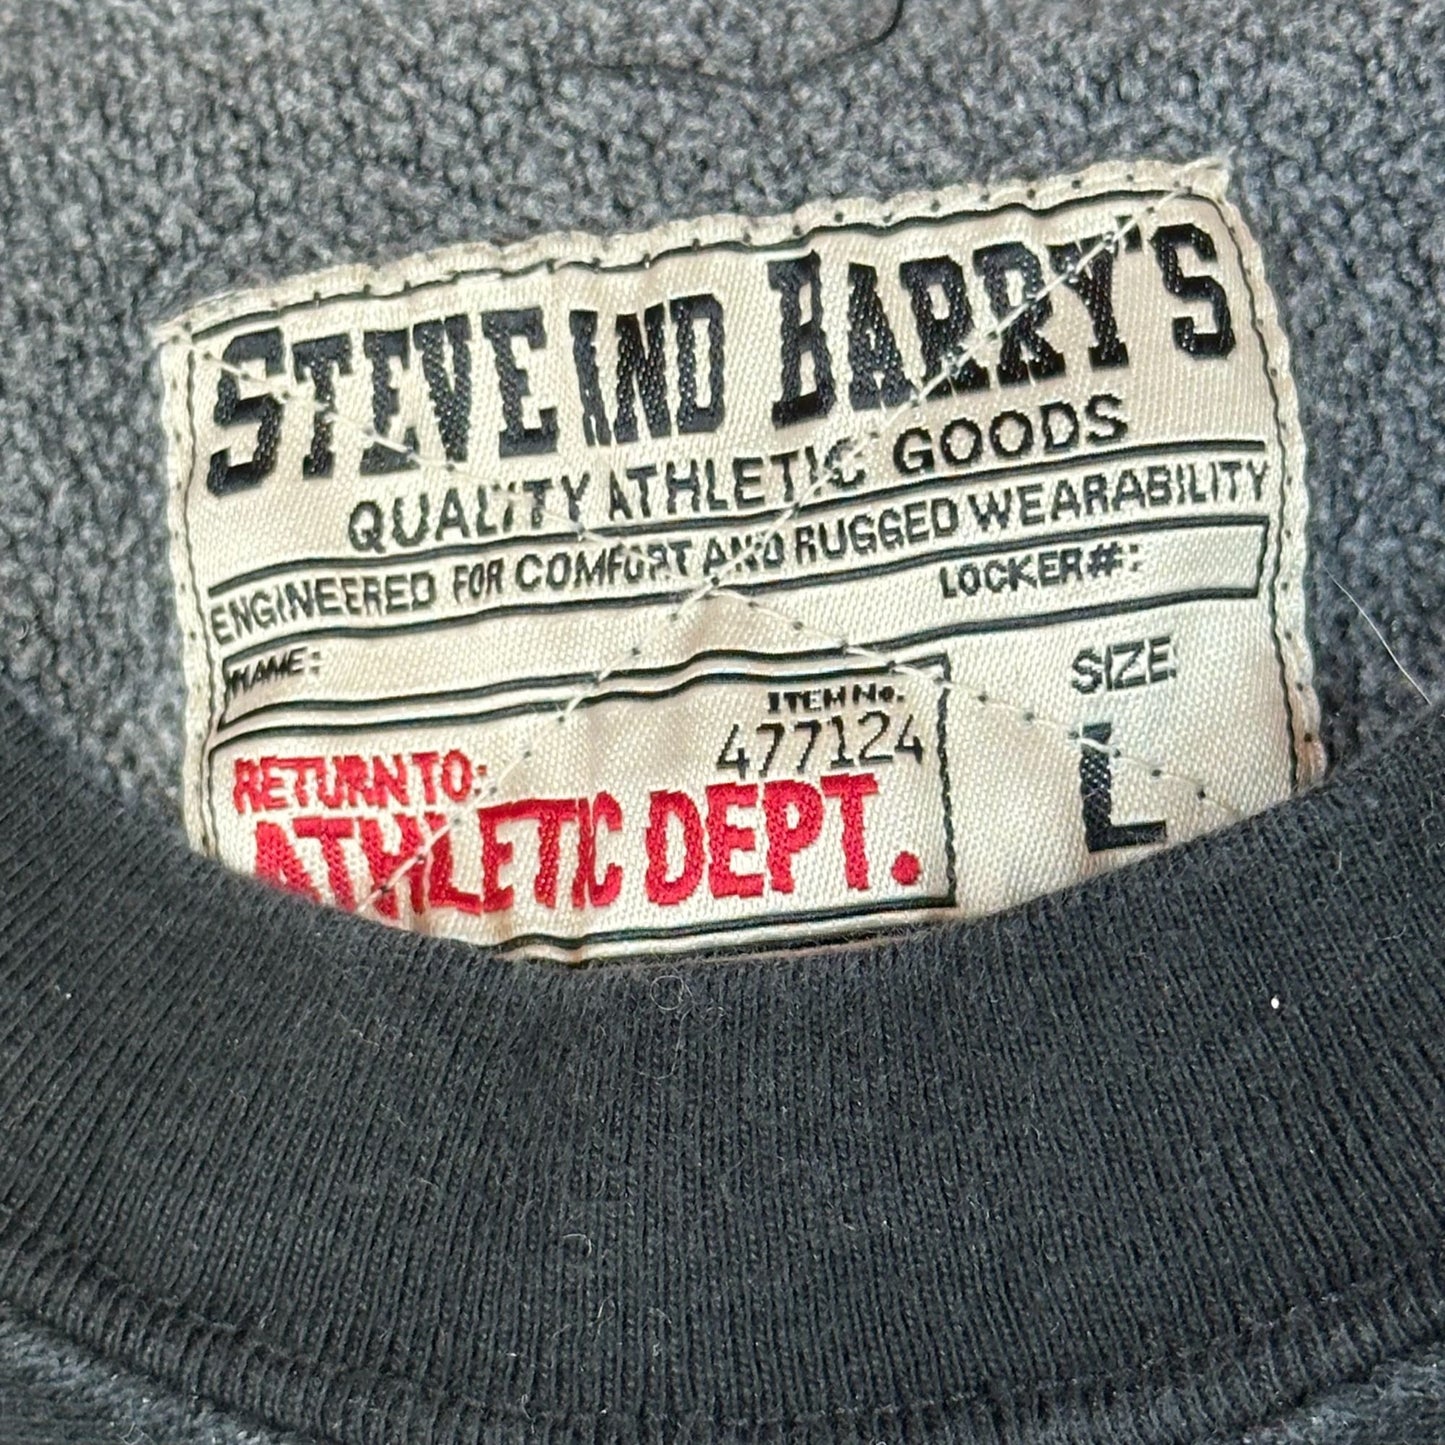 STEVE AND BARRY'S
QUALITY ATHLETIC GOODS
ENGINEERED FOR COMFORT AND RUGGED WEARABILITY
NAME: LOCKER#:
ITEM No.
477124
RETURN TO:
ATHLETIC DEPT.
SIZE
L